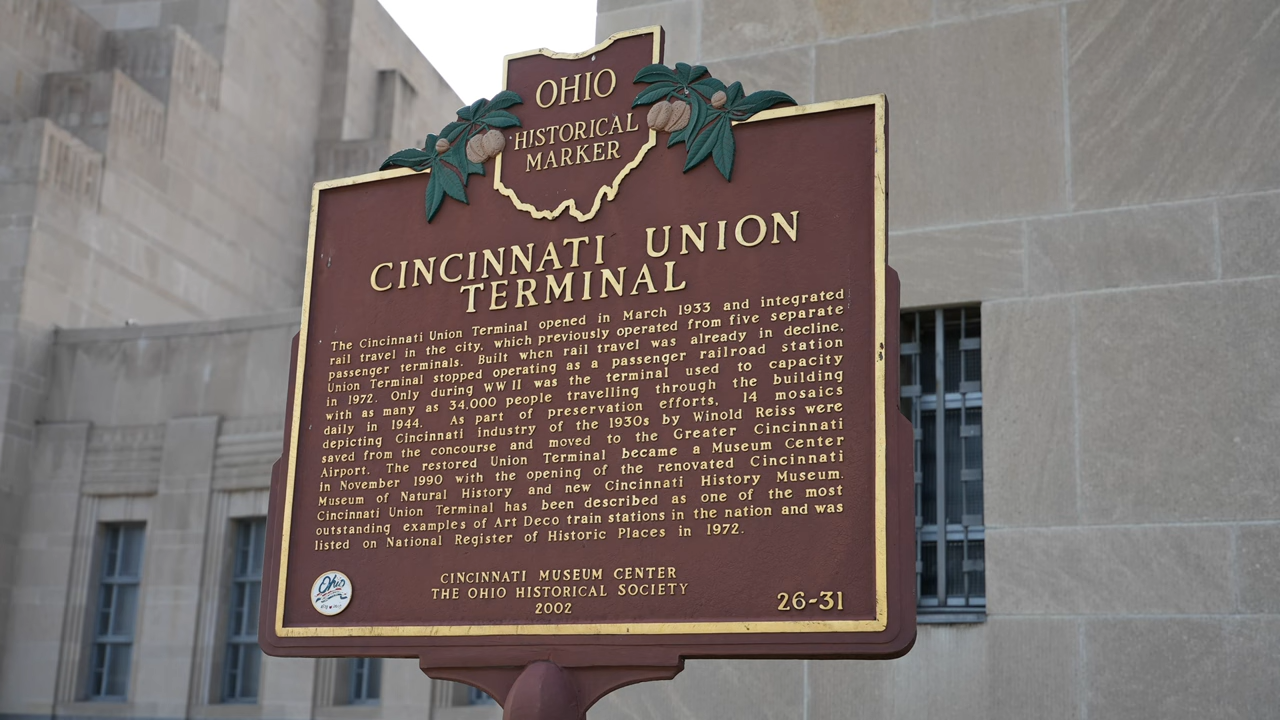 OHIO
HISTORICAL
MARKER
CINCINNATI UNION
TERMINAL
The Cincinnati Union Terminal opened in March 1933 and integrated
rail travel in the city, which previously operated from five separate
passenger terminals. Built when rail travel was already in decline,
Union Terminal stopped operating as a passenger railroad station
in 1972. Only during WW II was the terminal used to capacity
with as many as 34,000 people travelling through the building
daily in 1944. As part of preservation efforts, 14 mosaics
depicting Cincinnati industry of the 1930s by Winold Reiss were
saved from the concourse and moved to the Greater Cincinnati
Airport. The restored Union Terminal became a Museum Center
in November 1990 with the opening of the renovated Cincinnati
Museum of Natural History and new Cincinnati History Museum.
Cincinnati Union Terminal has been described as one of the most
outstanding examples of Art Deco train stations in the nation and was
listed on National Register of Historic Places in 1972.
CINCINNATI MUSEUM CENTER
THE OHIO HISTORICAL SOCIETY
2002
26-31
Ohio